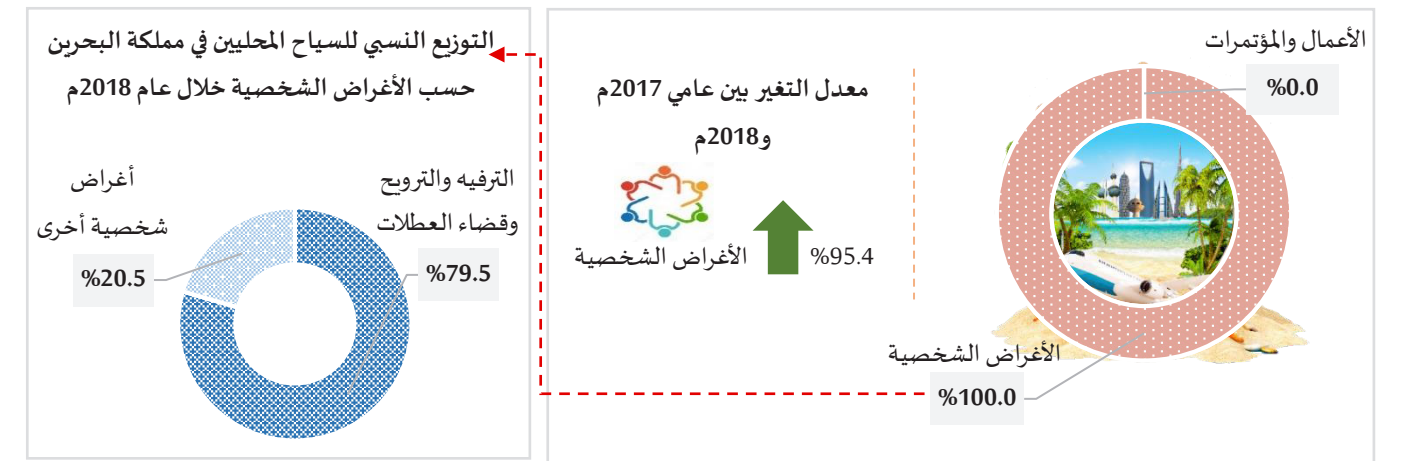 الأعمال والمؤتمرات
%0.0
الأغراض الشخصية
%100.0
معدل التغير بين عامي 2017م
و2018م
%95.4
الأغراض الشخصية
التوزيع النسبي للسياح المحليين في مملكة البحرين
حسب الأغراض الشخصية خلال عام 2018م
الترفيه والترويح
وقضاء العطلات
%79.5
أغراض
شخصية أخرى
%20.5